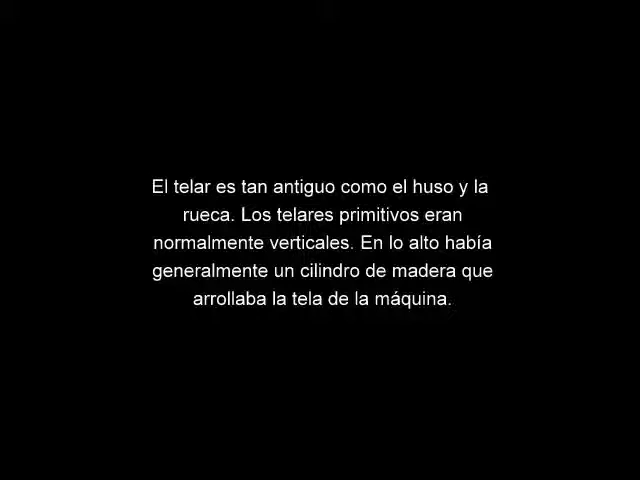 El telar es tan antiguo como el huso y la
rueca. Los telares primitivos eran
normalmente verticales. En lo alto había
generalmente un cilindro de madera que
arrollaba la tela de la máquina.